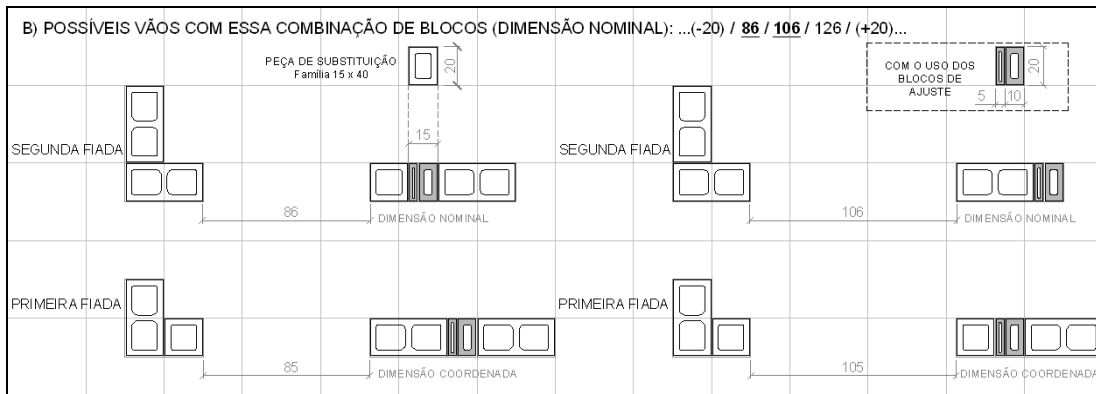 B) POSSÍVEIS VÃOS COM ESSA COMBINAÇÃO DE BLOCOS (DIMENSÃO NOMINAL): ...(-20) / 86 / 106 / 126 / (+20)...
PEÇA DE SUBSTITUIÇÃO
Família 15 x 40
20
COM O USO DOS
BLOCOS DE
AJUSTE
20
5
10
15
SEGUNDA FIADA
SEGUNDA FIADA
86
DIMENSÃO NOMINAL
106
DIMENSÃO NOMINAL
PRIMEIRA FIADA
PRIMEIRA FIADA
85
DIMENSÃO COORDENADA
105
DIMENSÃO COORDENADA